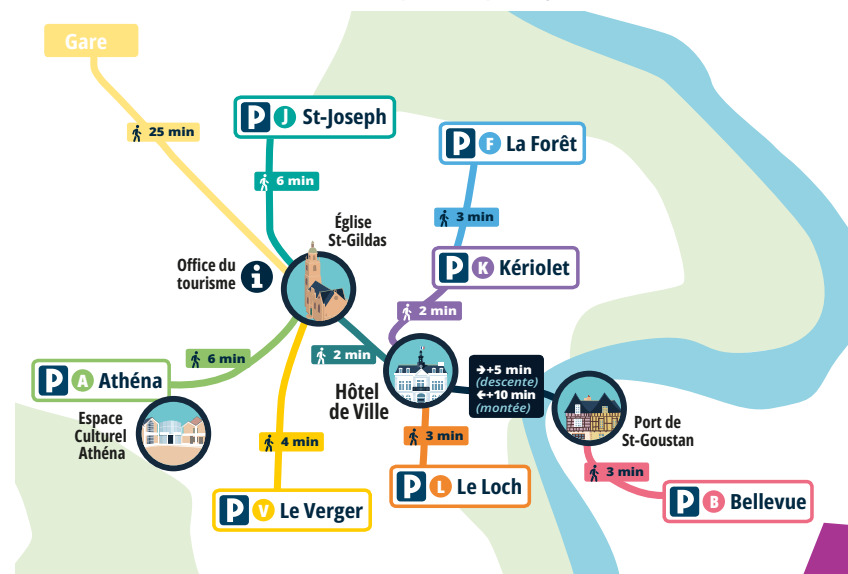 Gare
25 min
P J St-Joseph
6 min
P F La Forêt
3 min
Église
St-Gildas
Office du
tourisme
i
P K Kériolet
2 min
6 min
2 min
P A Athéna
Espace
Culturel
Athéna
Hôtel
de Ville
→+5 min
(descente)
←+10 min
(montée)
Port de
St-Goustan
4 min
3 min
3 min
P V Le Verger
P L Le Loch
P B Bellevue